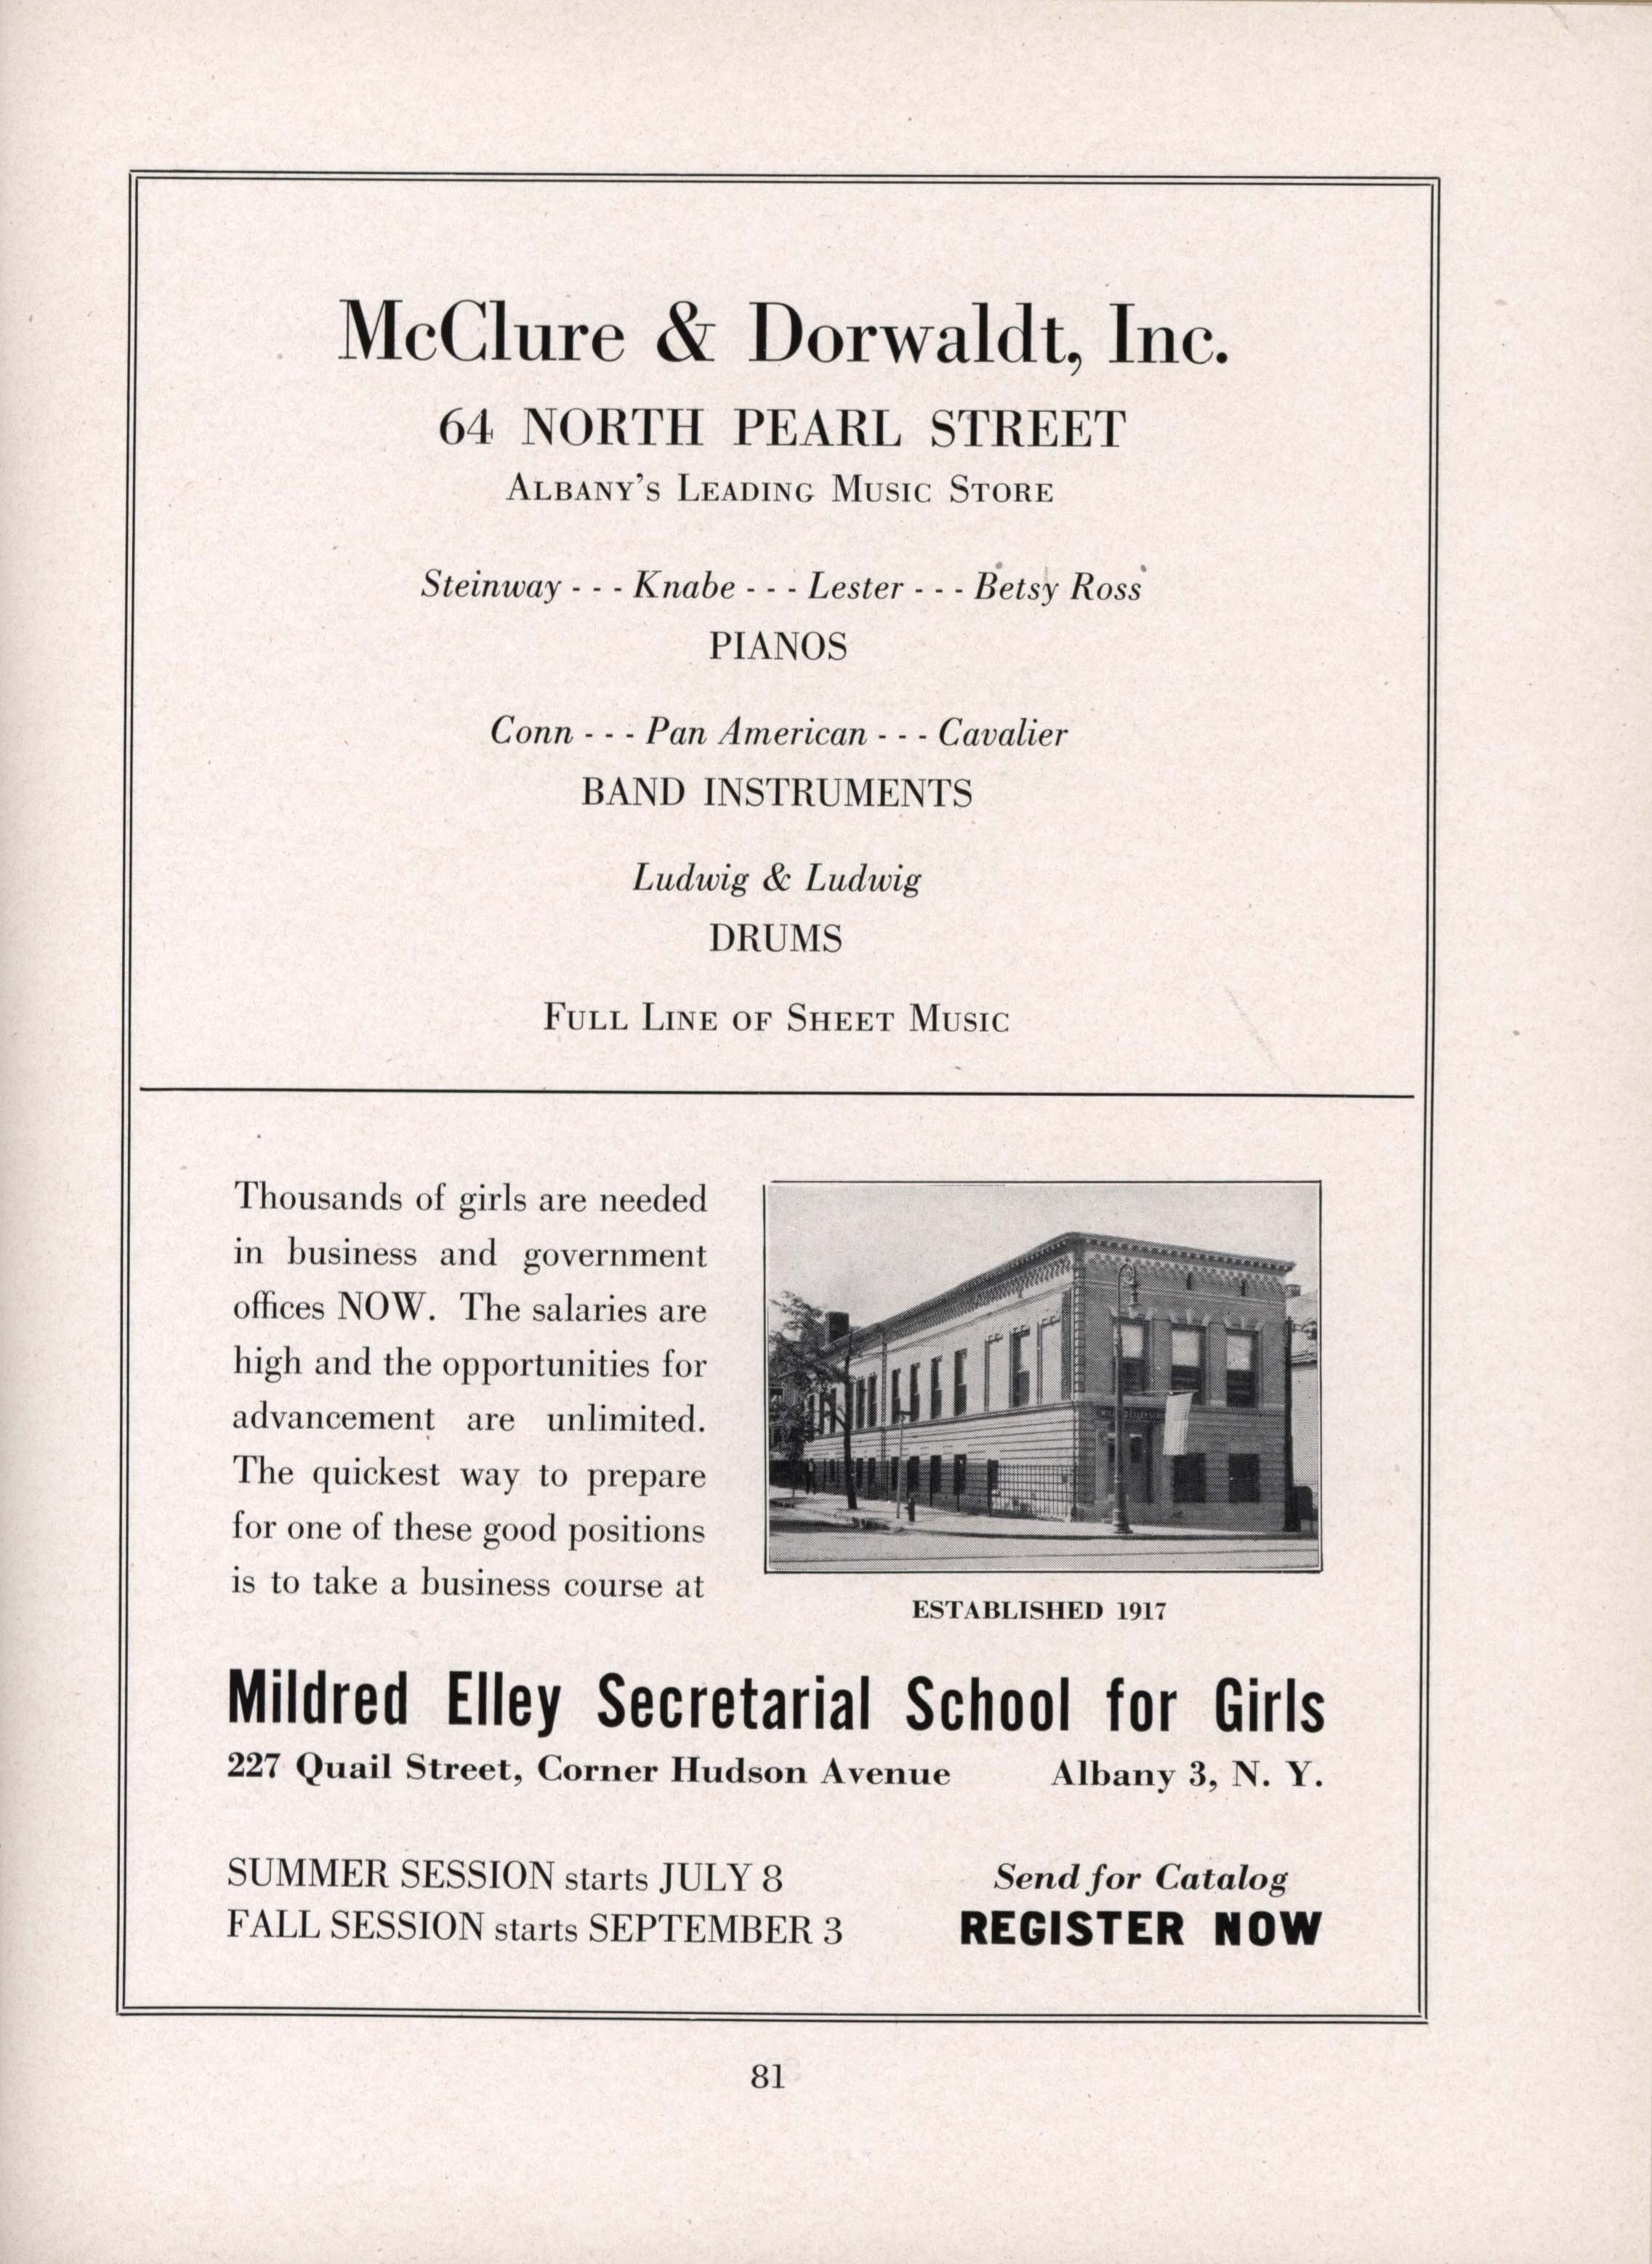 McClure & Dorwaldt, Inc.
64 NORTH PEARL STREET
ALBANY'S LEADING MUSIC STORE
Steinway - - - Knabe - - - Lester - - - Betsy Ross
PIANOS
Conn - - - Pan American - - - Cavalier
BAND INSTRUMENTS
Ludwig & Ludwig
DRUMS
FULL LINE OF SHEET MUSIC
Thousands of girls are needed
in business and government
offices NOW. The salaries are
high and the opportunities for
advancement are unlimited.
The quickest way to prepare
for one of these good positions
is to take a business course at
ESTABLISHED 1917
Mildred Elley Secretarial School for Girls
227 Quail Street, Corner Hudson Avenue Albany 3, N. Y.
SUMMER SESSION starts JULY 8
FALL SESSION starts SEPTEMBER 3
Send for Catalog
REGISTER NOW
81